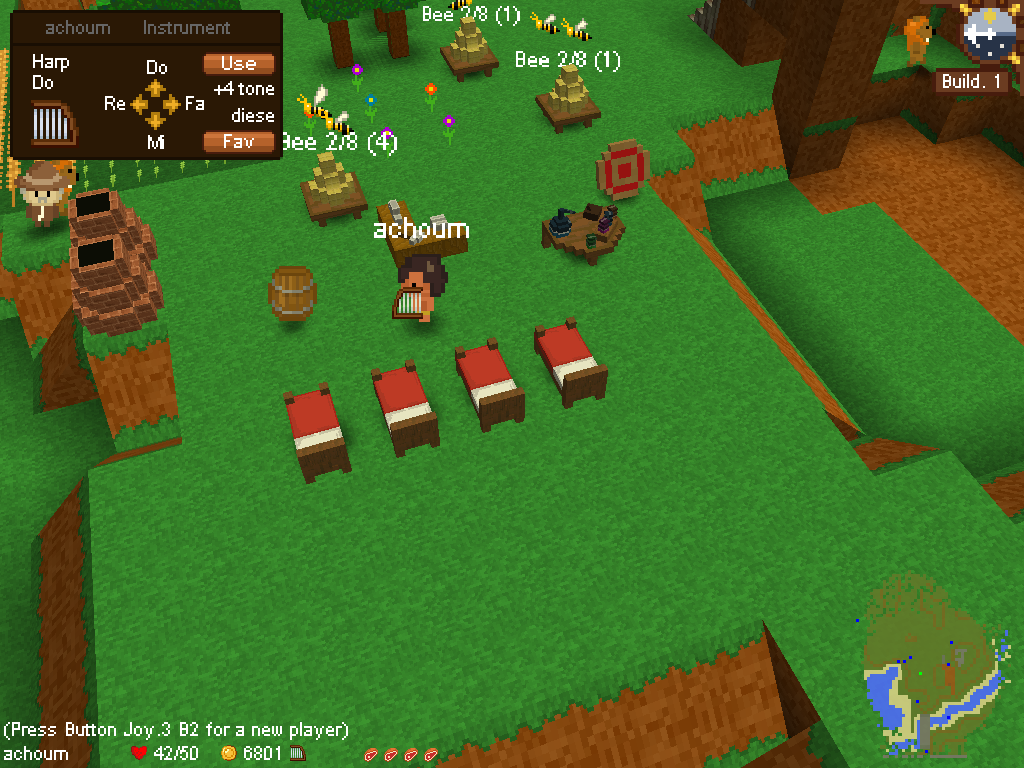 achoum Instrument
Harp
Do
Do
Use
Re
Fa
+4 tone
diese
Mi
Fav
Bee 2/8 (1)
Bee 2/8 (1)
Bee 2/8 (4)
Build. 1
achoum
(Press Button Joy.3 B2 for a new player)
achoum 42/50 6801